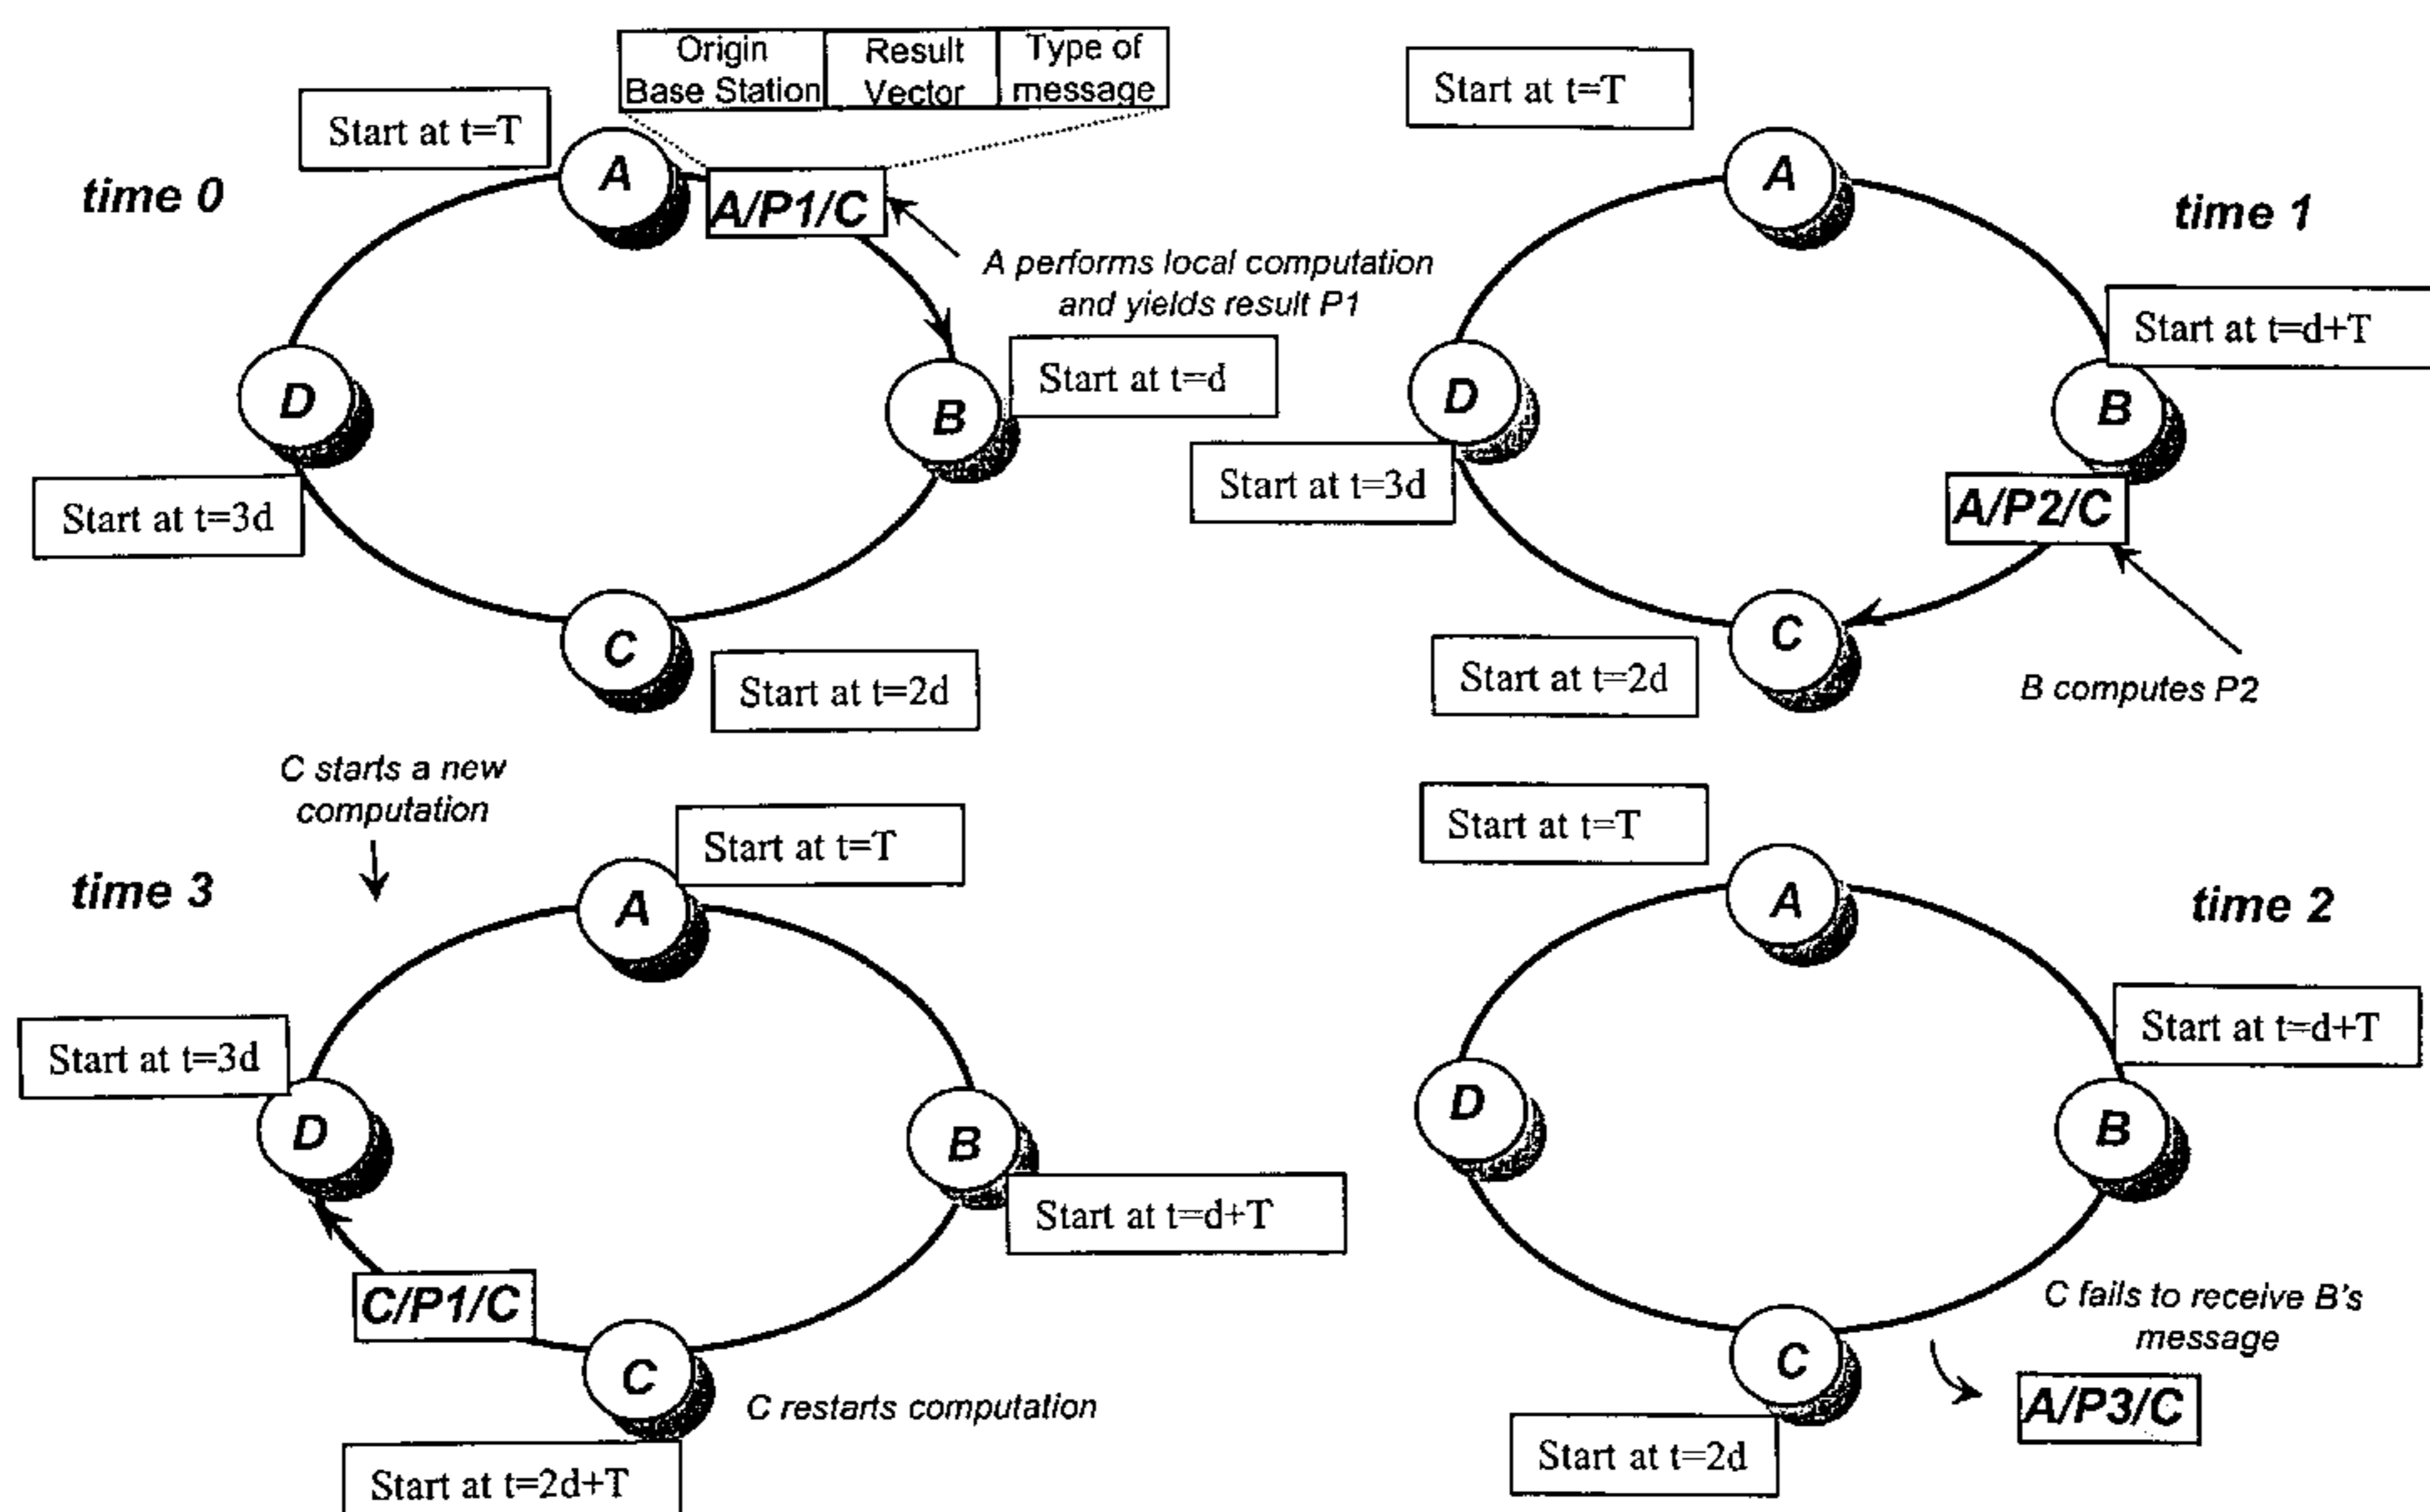 Origin
Base Station
Result
Vector
Type of
message
Start at t=T
time 0
A
A/P1/C
A performs local computation
and yields result P1
D
B
Start at t=d
Start at t=3d
C
Start at t=2d
Start at t=T
A
time 1
Start at t=d+T
D
B
Start at t=3d
A/P2/C
C
Start at t=2d
B computes P2
C starts a new
computation
time 3
Start at t=T
A
Start at t=3d
D
B
Start at t=d+T
C/P1/C
C
C restarts computation
Start at t=2d+T
Start at t=T
A
time 2
Start at t=d+T
D
B
C fails to receive B's
message
C
A/P3/C
Start at t=2d